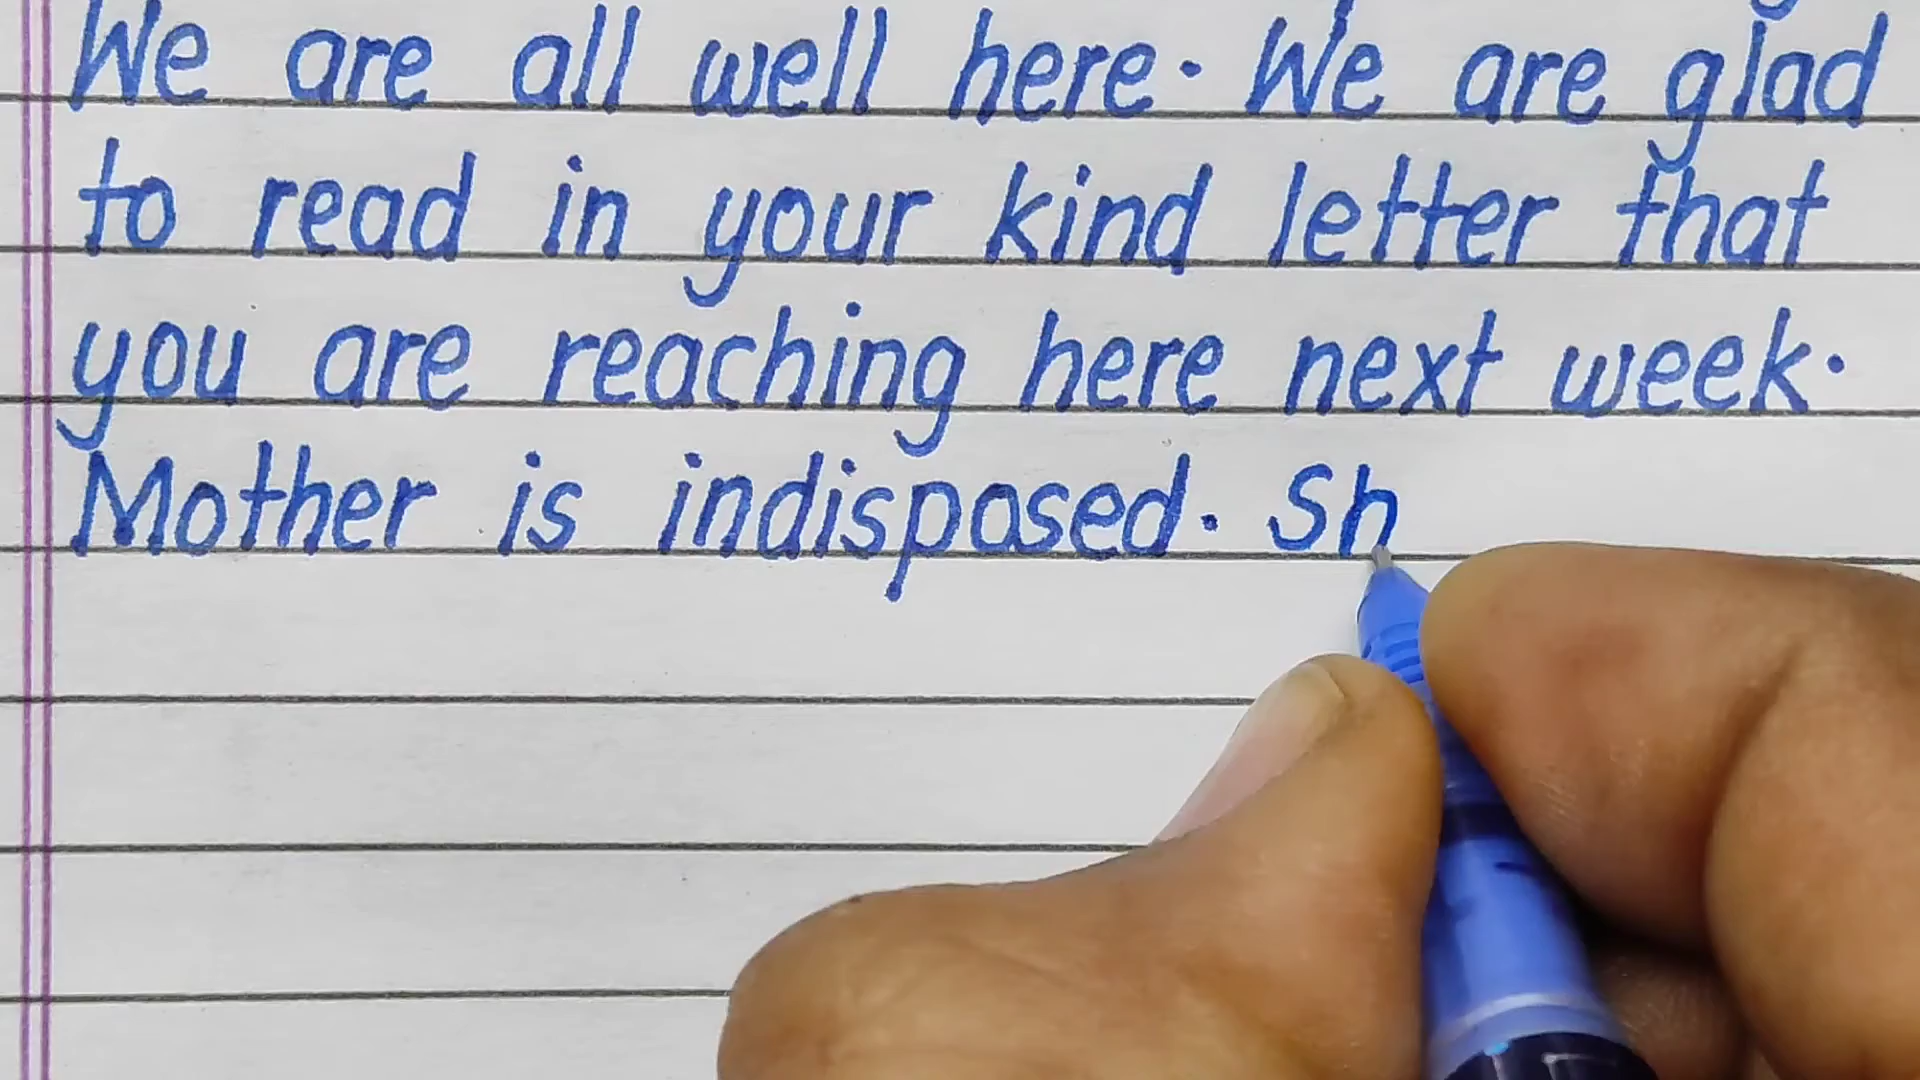 We are all well here. We are glad
to read in your kind letter that
you are reaching here next week.
Mother is indisposed. Sh